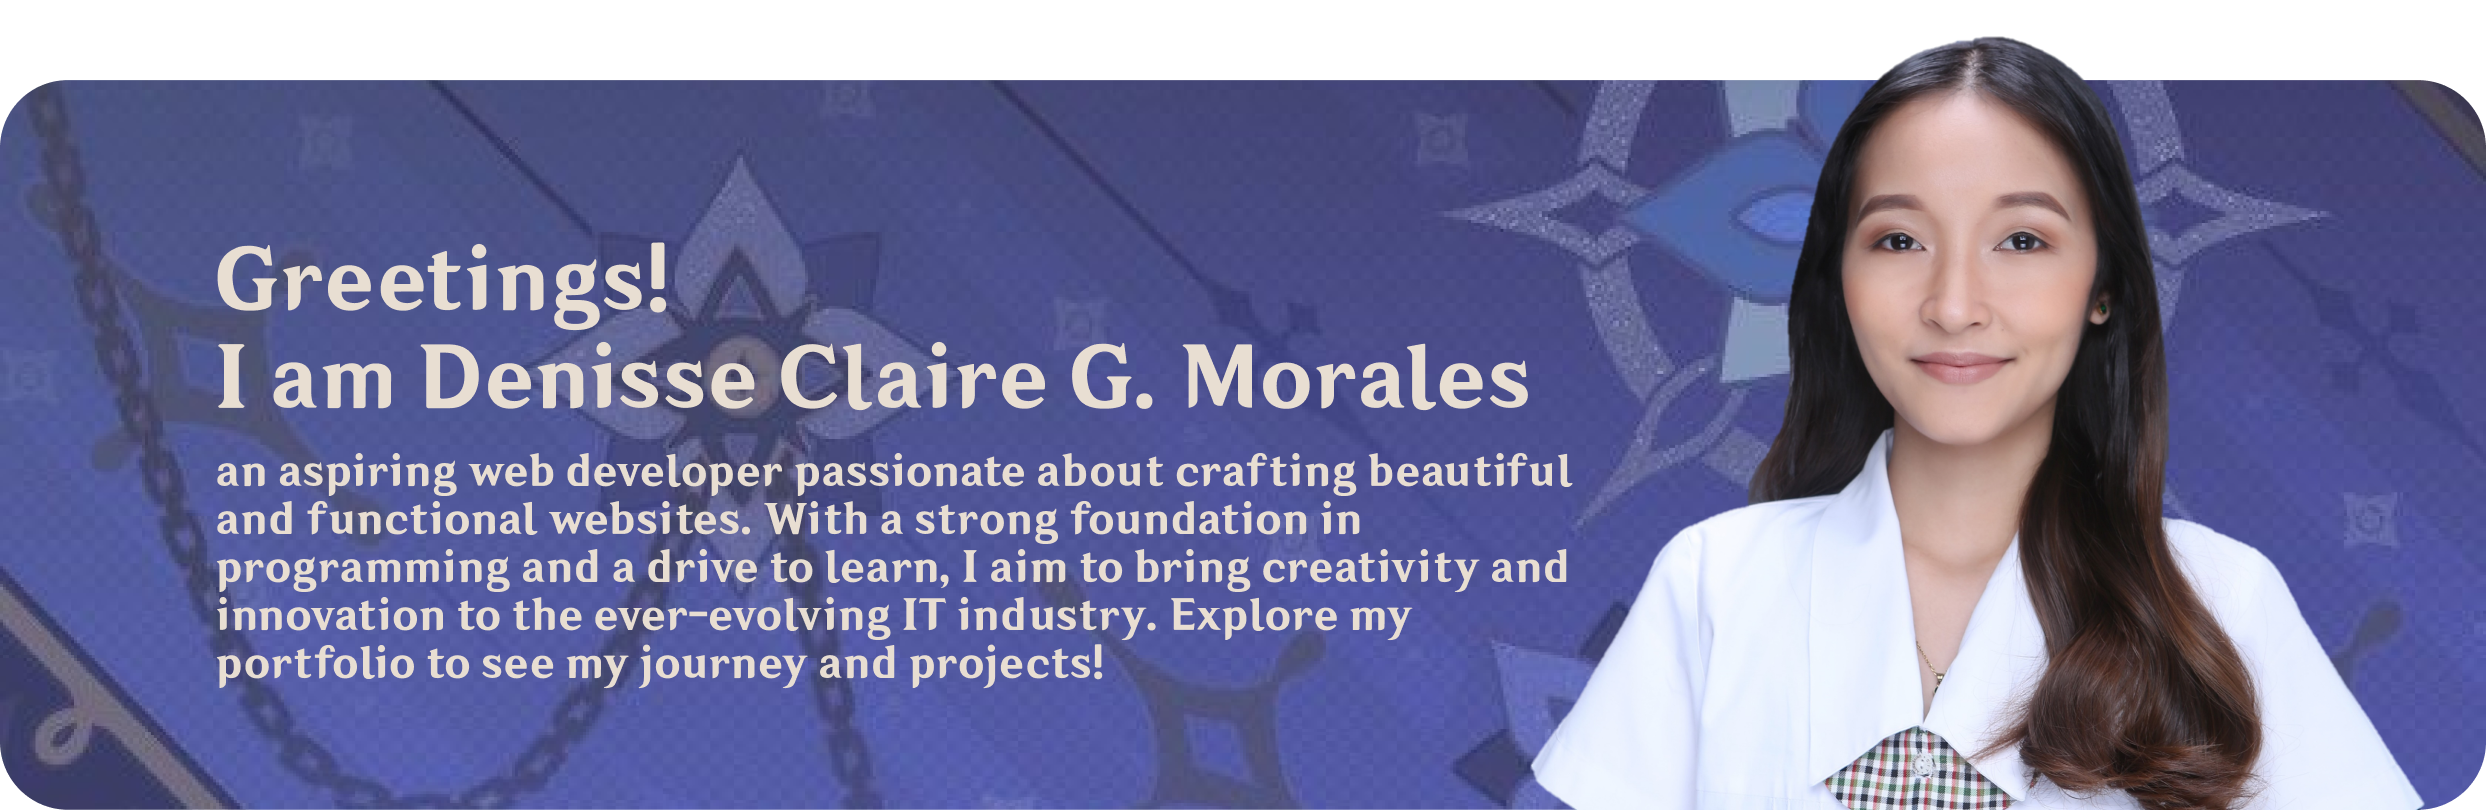 Greetings!
I am Denisse Claire G. Morales
an aspiring web developer passionate about crafting beautiful
and functional websites. With a strong foundation in
programming and a drive to learn, I aim to bring creativity and
innovation to the ever-evolving IT industry. Explore my
portfolio to see my journey and projects!